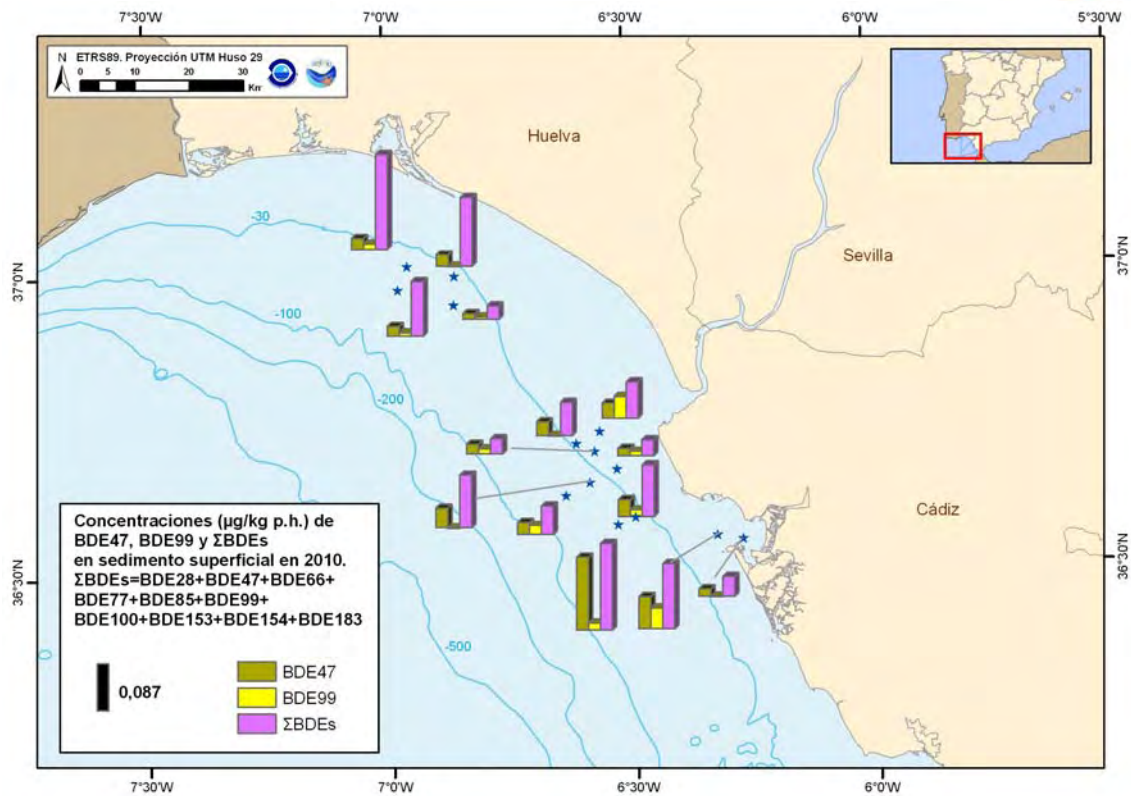 7°30'W
7°0'W
6°30'W
6°0'W
5°30'W
N
ETRS89. Proyección UTM Huso 29
0 5 10 20 30
Km
Huelva
Sevilla
Cádiz
-30
-100
-200
-500
37°0'N
37°0'N
36°30'N
36°30'N
Concentraciones (µg/kg p.h.) de
BDE47, BDE99 y ΣBDEs
en sedimento superficial en 2010.
ΣBDEs=BDE28+BDE47+BDE66+
BDE77+BDE85+BDE99+
BDE100+BDE153+BDE154+BDE183
0,087
BDE47
BDE99
ΣBDEs
7°30'W
7°0'W
6°30'W
6°0'W